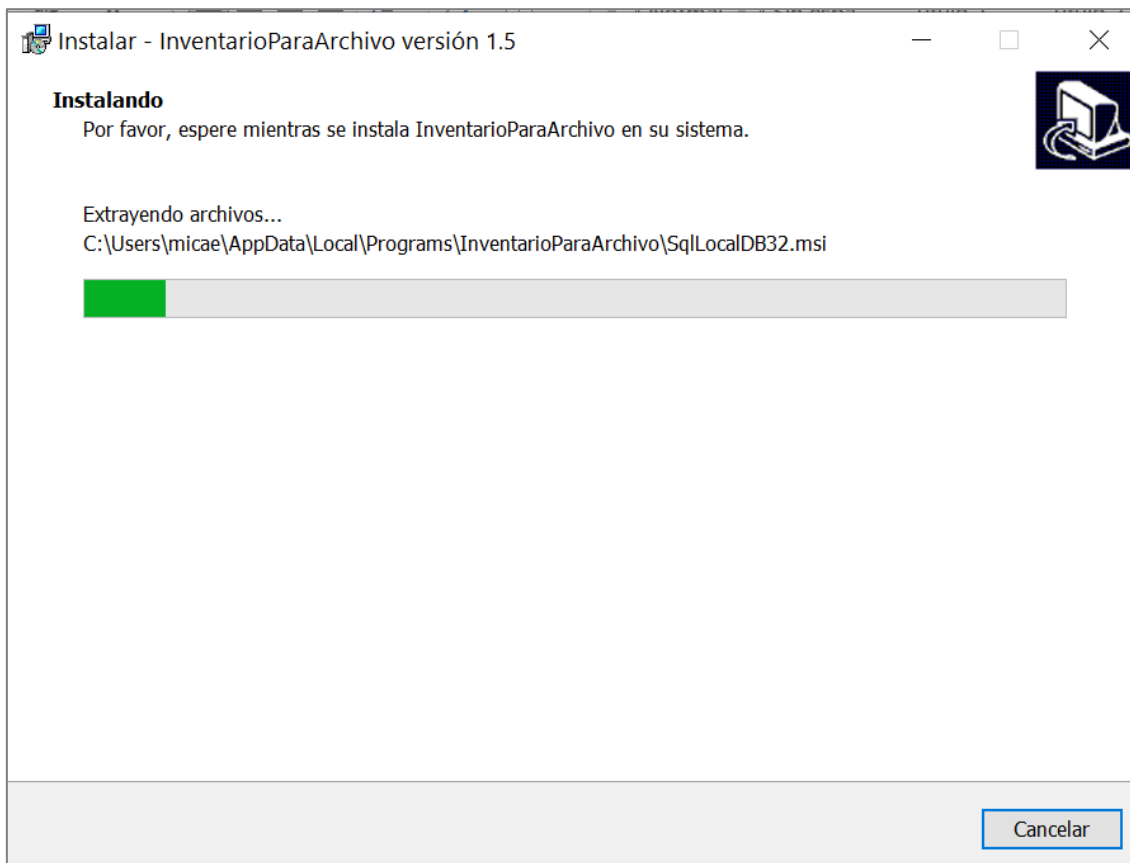 Instalar - InventarioParaArchivo versión 1.5
Instalando
Por favor, espere mientras se instala InventarioParaArchivo en su sistema.
Extrayendo archivos...
C:\Users\micae\AppData\Local\Programs\InventarioParaArchivo\SqlLocalDB32.msi
Cancelar